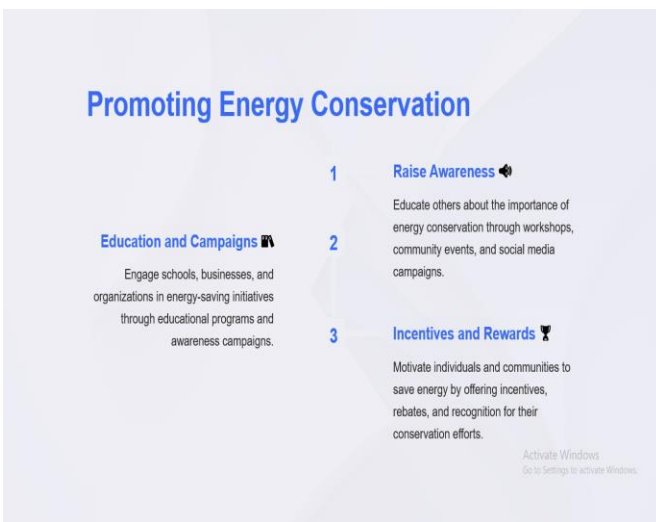 Promoting Energy Conservation
1
Raise Awareness
Educate others about the importance of
energy conservation through workshops,
community events, and social media
campaigns.
2
Education and Campaigns
Engage schools, businesses, and
organizations in energy-saving initiatives
through educational programs and
awareness campaigns.
3
Incentives and Rewards
Motivate individuals and communities to
save energy by offering incentives,
rebates, and recognition for their
conservation efforts.
Activate Windows
Go to Settings to activate Windows.